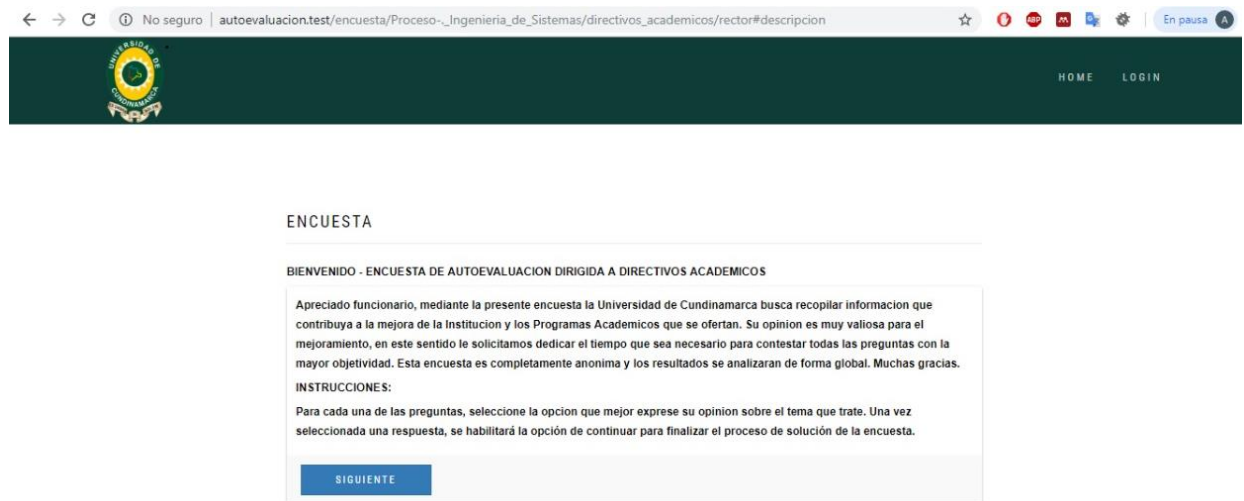 No seguro | autoevaluacion.test/encuesta/Proceso-._Ingenieria_de_Sistemas/directivos_academicos/rector#descripcion
ABP
En pausa
A
UNIVERSIDAD DE
CUNDINAMARCA
HOME LOGIN
ENCUESTA
BIENVENIDO - ENCUESTA DE AUTOEVALUACION DIRIGIDA A DIRECTIVOS ACADEMICOS
Apreciado funcionario, mediante la presente encuesta la Universidad de Cundinamarca busca recopilar informacion que
contribuya a la mejora de la Institucion y los Programas Academicos que se ofertan. Su opinion es muy valiosa para el
mejoramiento, en este sentido le solicitamos dedicar el tiempo que sea necesario para contestar todas las preguntas con la
mayor objetividad. Esta encuesta es completamente anonima y los resultados se analizaran de forma global. Muchas gracias.
INSTRUCCIONES:
Para cada una de las preguntas, seleccione la opcion que mejor exprese su opinion sobre el tema que trate. Una vez
seleccionada una respuesta, se habilitará la opción de continuar para finalizar el proceso de solución de la encuesta.
SIGUIENTE